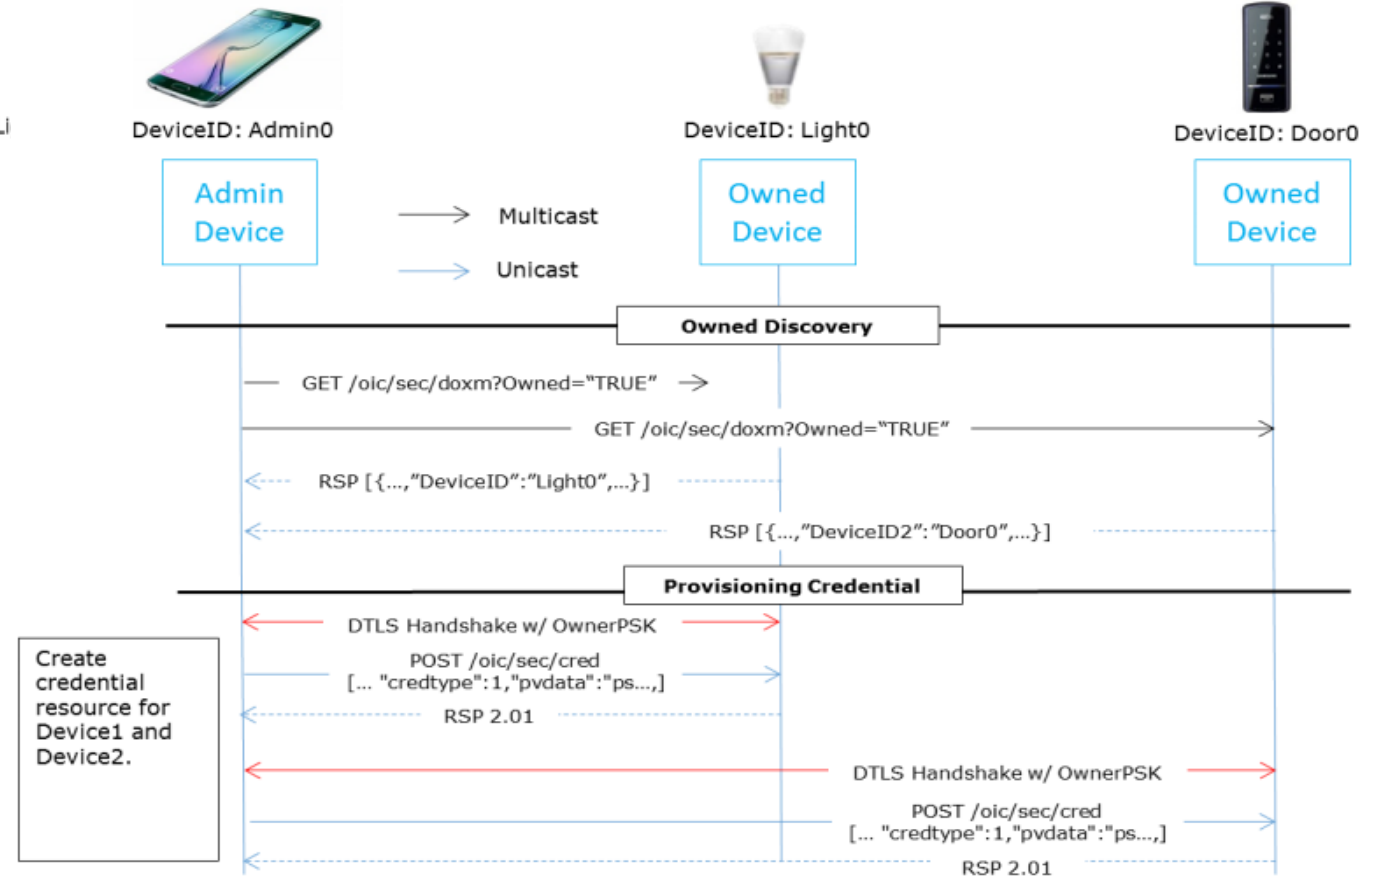 Li
DeviceID: Admin0
DeviceID: Light0
DeviceID: Door0
Admin
Device
Multicast
Unicast
Owned
Device
Owned
Device
Owned Discovery
GET /oic/sec/doxm?Owned=“TRUE”
GET /oic/sec/doxm?Owned=“TRUE”
RSP [{...,”DeviceID”:”Light0”,...}]
RSP [{...,”DeviceID2”:”Door0”,...}]
Provisioning Credential
DTLS Handshake w/ OwnerPSK
Create
credential
resource for
Device1 and
Device2.
POST /oic/sec/cred
[... "credtype":1,"pvdata":"ps...,]
RSP 2.01
DTLS Handshake w/ OwnerPSK
POST /oic/sec/cred
[... "credtype":1,"pvdata":"ps...,]
RSP 2.01